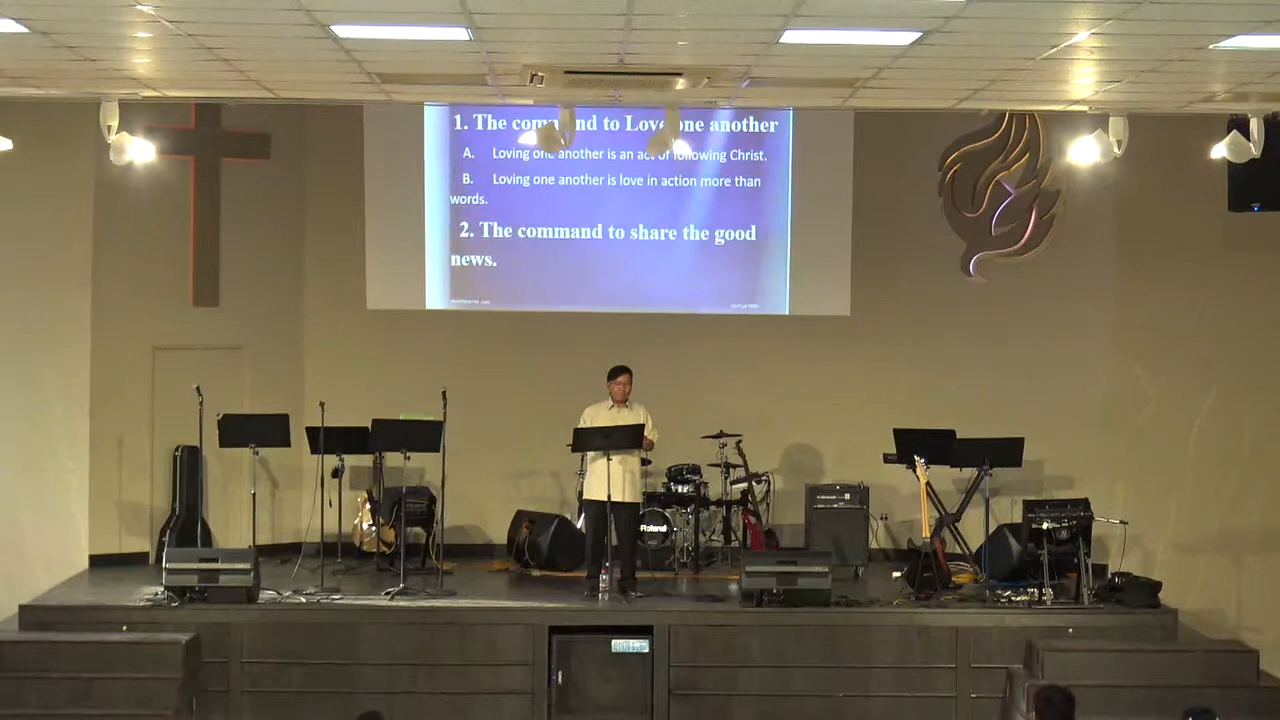 1. The command to Love one another
A. Loving one another is an act of following Christ.
B. Loving one another is love in action more than
words.
2. The command to share the good
news.
Roland